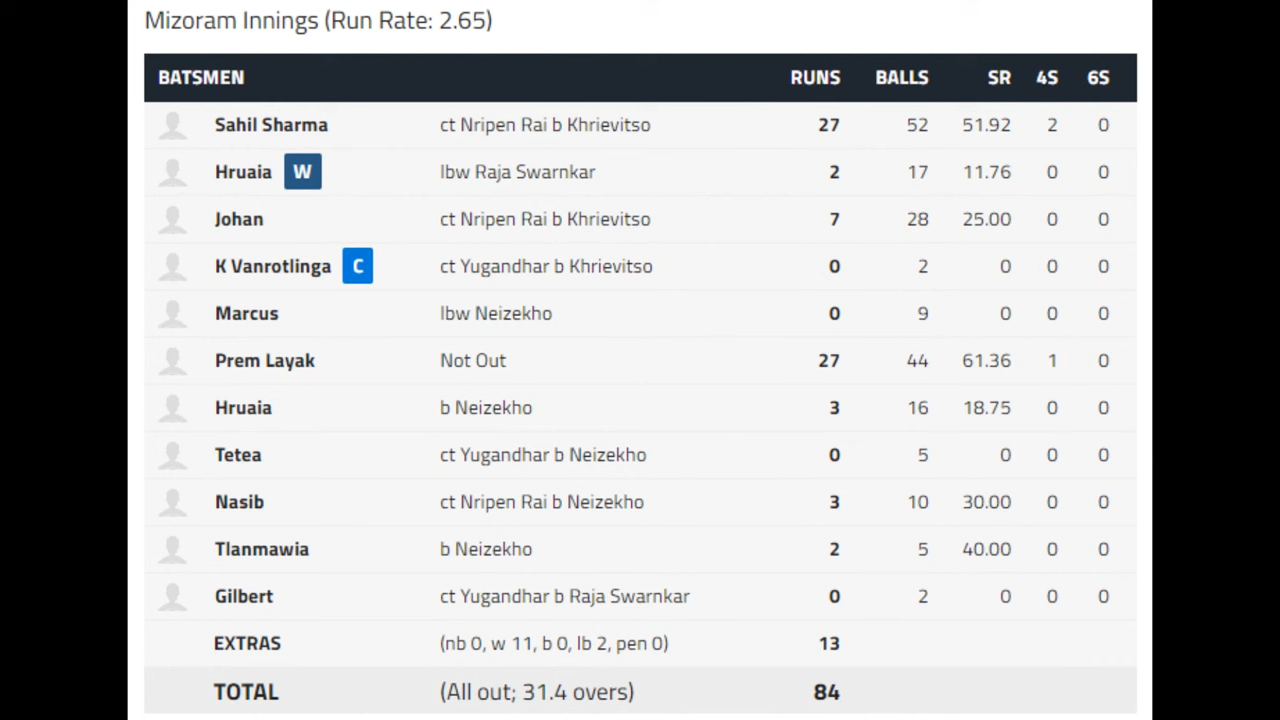 Mizoram Innings (Run Rate: 2.65)
BATSMEN RUNS BALLS SR 4S 6S
Sahil Sharma ct Nripen Rai b Khrievitso 27 52 51.92 2 0
Hruaia W lbw Raja Swarnkar 2 17 11.76 0 0
Johan ct Nripen Rai b Khrievitso 7 28 25.00 0 0
K Vanrotlinga C ct Yugandhar b Khrievitso 0 2 0 0 0
Marcus lbw Neizekho 0 9 0 0 0
Prem Layak Not Out 27 44 61.36 1 0
Hruaia b Neizekho 3 16 18.75 0 0
Tetea ct Yugandhar b Neizekho 0 5 0 0 0
Nasib ct Nripen Rai b Neizekho 3 10 30.00 0 0
Tlanmawia b Neizekho 2 5 40.00 0 0
Gilbert ct Yugandhar b Raja Swarnkar 0 2 0 0 0
EXTRAS (nb 0, w 11, b 0, lb 2, pen 0) 13
TOTAL (All out; 31.4 overs) 84